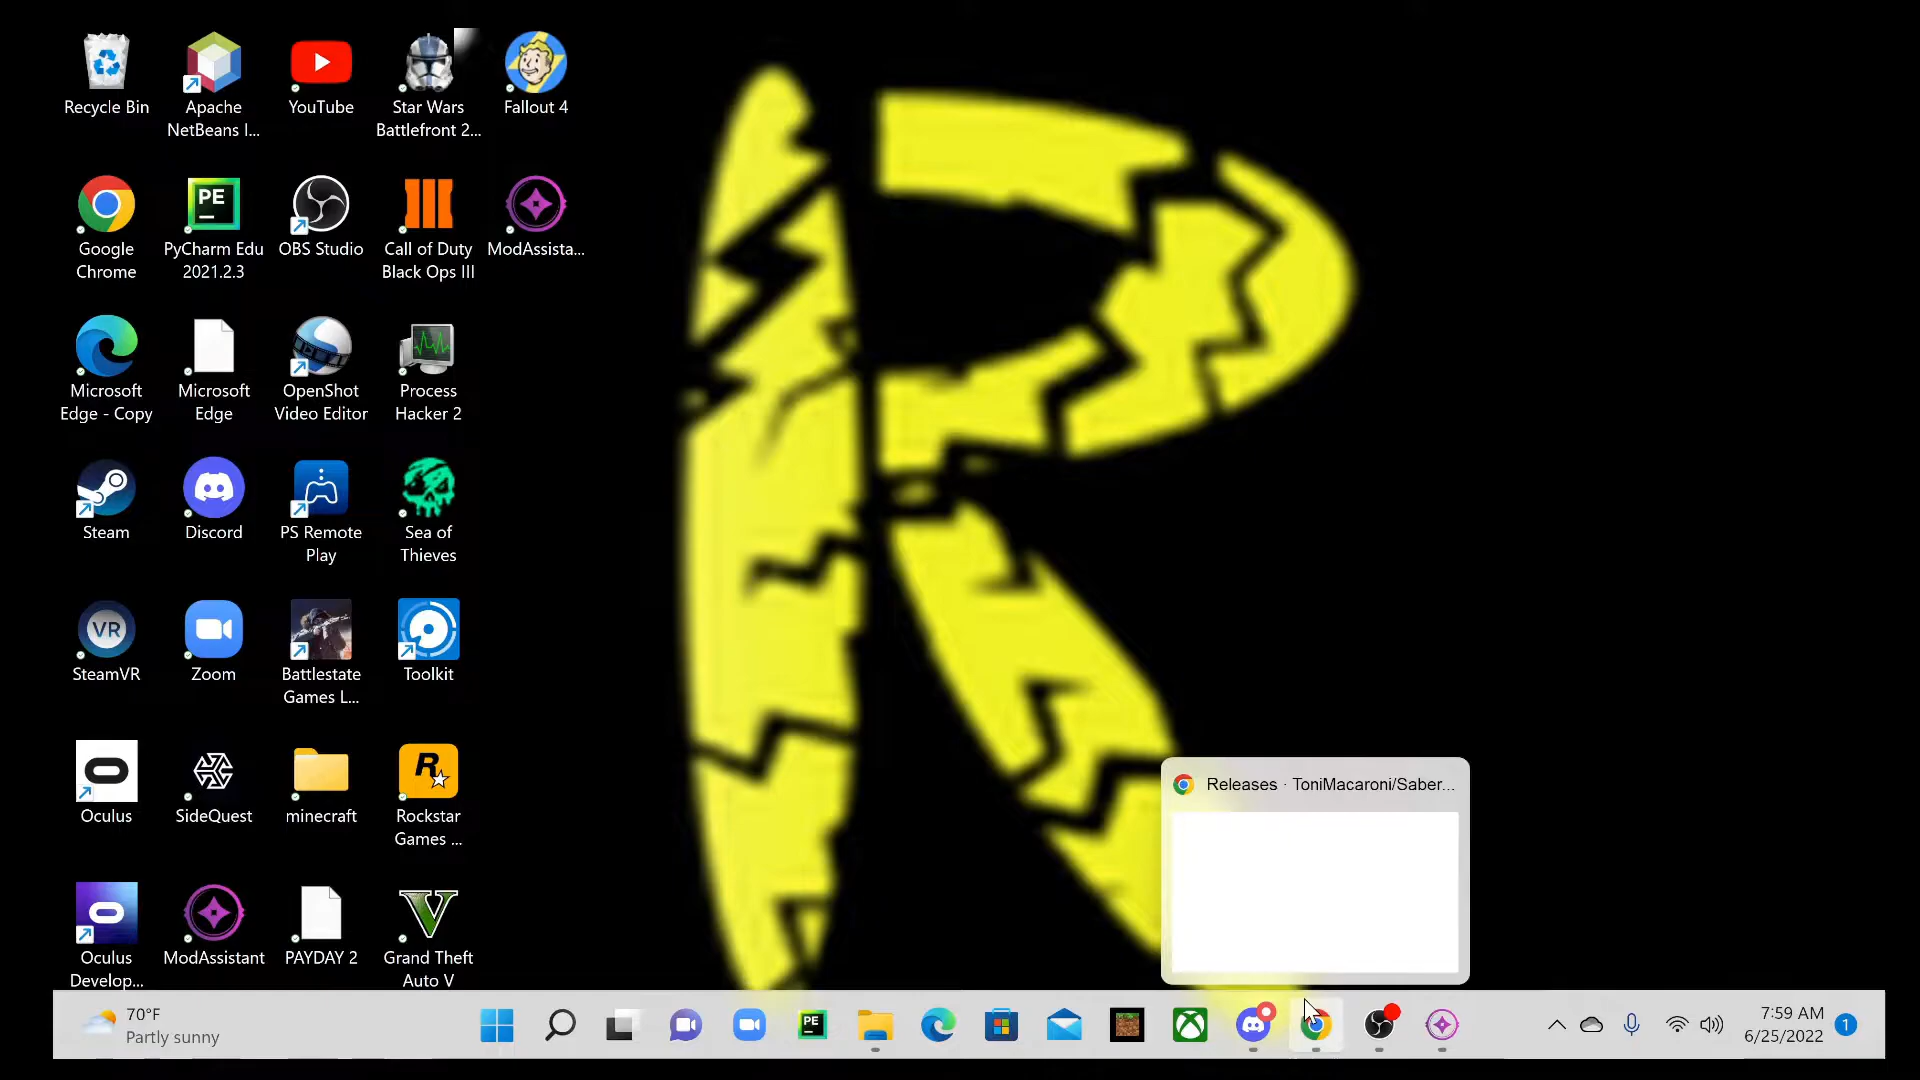 Recycle Bin
Apache
NetBeans I...
YouTube
Star Wars
Battlefront 2...
Fallout 4
PE
Google
Chrome
PyCharm Edu
2021.2.3
OBS Studio
Call of Duty
Black Ops III
ModAssista...
Microsoft
Edge - Copy
Microsoft
Edge
OpenShot
Video Editor
Process
Hacker 2
Steam
Discord
PS Remote
Play
Sea of
Thieves
VR
SteamVR
Zoom
Battlestate
Games L...
Toolkit
R
Oculus
SideQuest
minecraft
Rockstar
Games ...
V
Oculus
Develop...
ModAssistant
PAYDAY 2
Grand Theft
Auto V
R
Releases · ToniMacaroni/Saber...
70°F
Partly sunny
PE
7:59 AM
6/25/2022
1